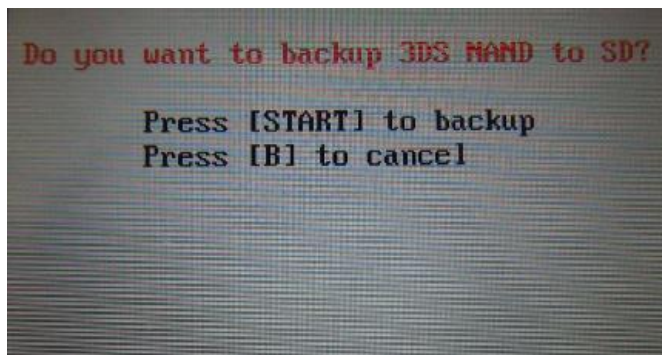 Do you want to backup 3DS NAND to SD?
Press [START] to backup
Press [B] to cancel